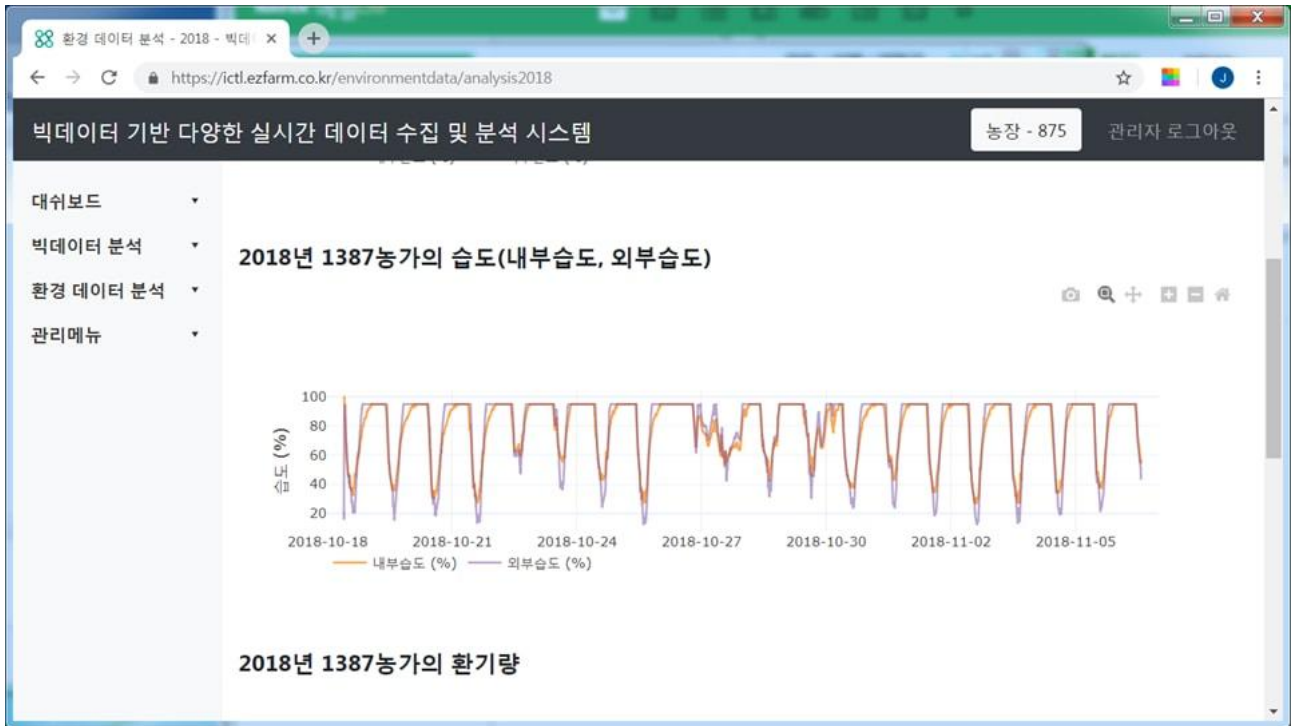 환경 데이터 분석 - 2018 - 빅데
https://ictl.ezfarm.co.kr/environmentdata/analysis2018
J
빅데이터 기반 다양한 실시간 데이터 수집 및 분석 시스템
농장 - 875
관리자 로그아웃
대쉬보드
빅데이터 분석
환경 데이터 분석
관리메뉴
2018년 1387농가의 습도(내부습도, 외부습도)
100
80
60
40
20
습도 (%)
2018-10-18 2018-10-21 2018-10-24 2018-10-27 2018-10-30 2018-11-02 2018-11-05
내부습도 (%) 외부습도 (%)
2018년 1387농가의 환기량